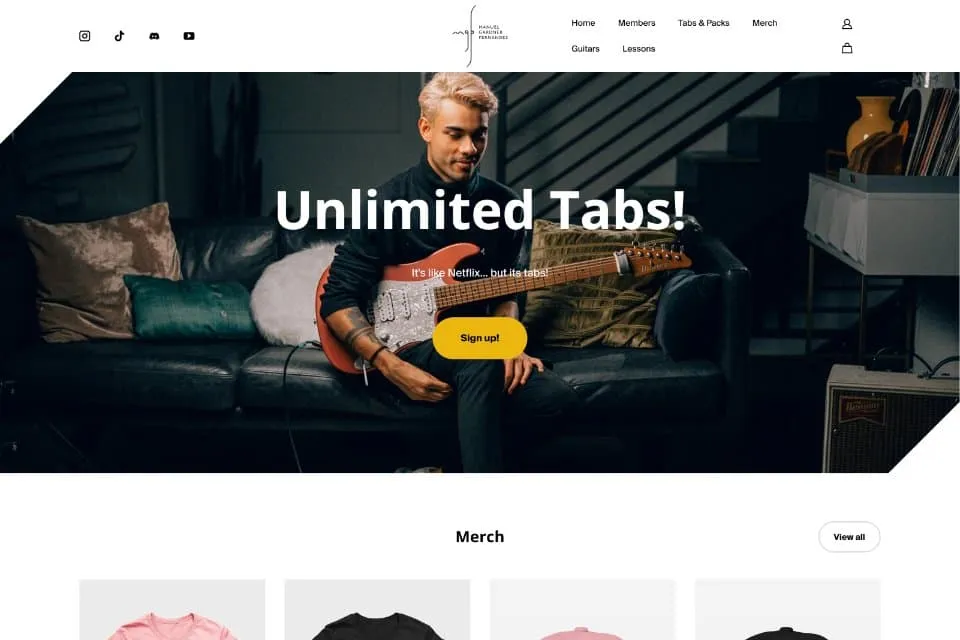 MANUEL
GARDNER
FERNANDES
Home Members Tabs & Packs Merch
Guitars Lessons
Unlimited Tabs!
It's like Netflix... but its tabs!
Sign up!
Merch
View all